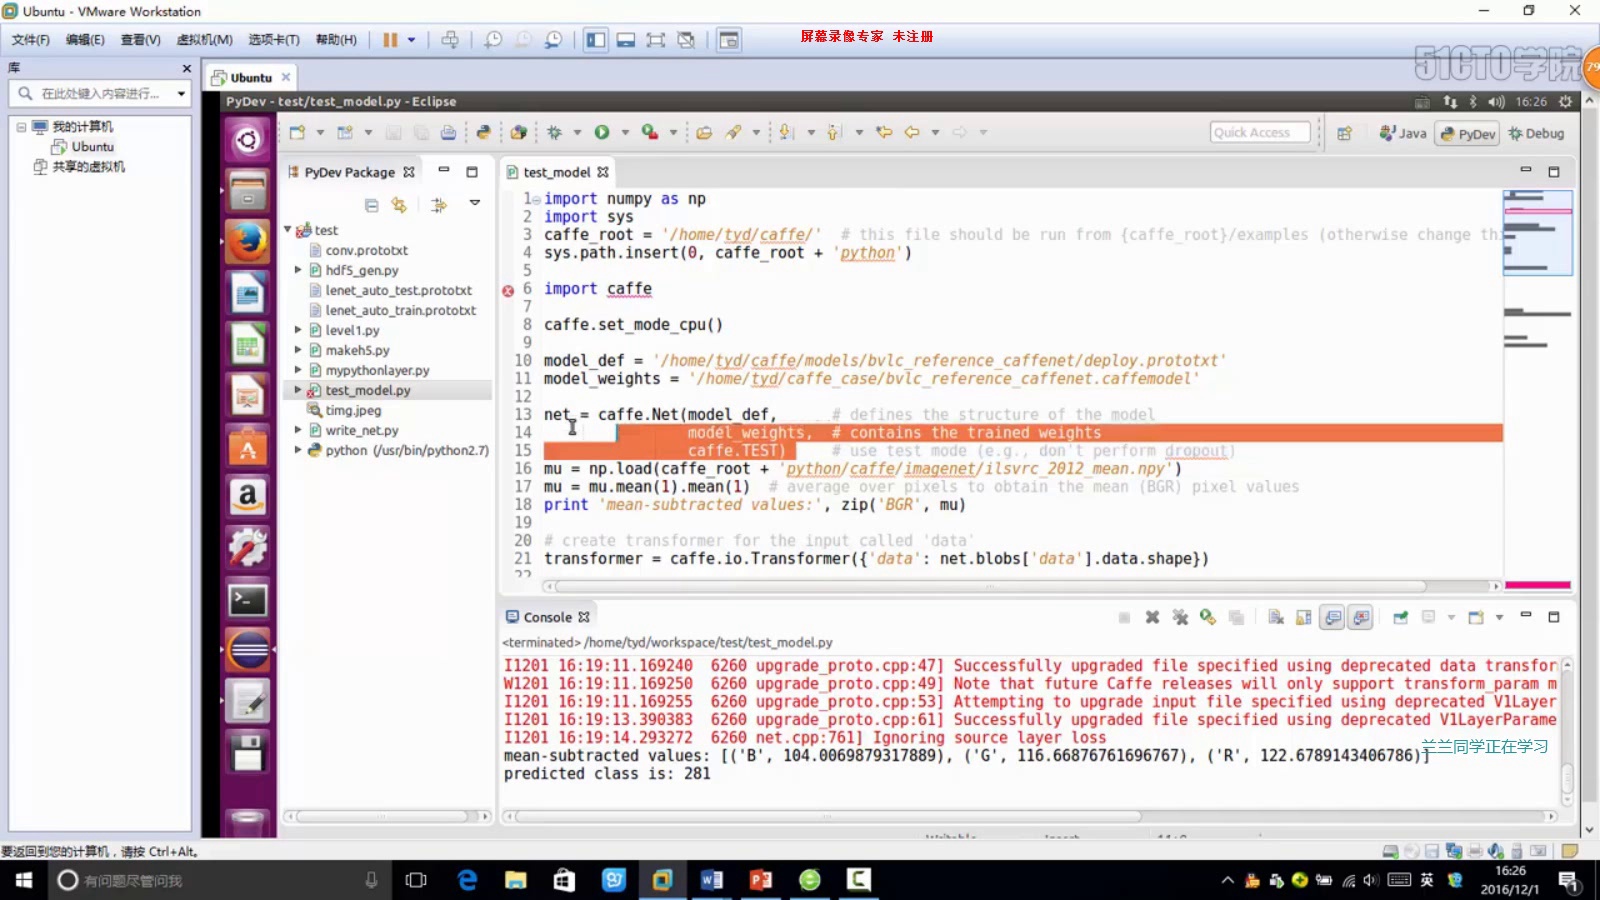 Ubuntu - VMware Workstation
文件(F) 编辑(E) 查看(V) 虚拟机(M) 选项卡(T) 帮助(H)
屏幕录像专家 未注册
51CTO学院
79
库
在此处键入内容进行...
我的计算机
Ubuntu
共享的虚拟机
Ubuntu
PyDev - test/test_model.py - Eclipse
16:26
Quick Access
Java
PyDev
Debug
PyDev Package
test
conv.prototxt
hdf5_gen.py
lenet_auto_test.prototxt
lenet_auto_train.prototxt
level1.py
makeh5.py
mypythonlayer.py
test_model.py
timg.jpeg
write_net.py
python (/usr/bin/python2.7)
test_model
1 import numpy as np
2 import sys
3 caffe_root = '/home/tyd/caffe/'  # this file should be run from {caffe_root}/examples (otherwise change thi
4 sys.path.insert(0, caffe_root + 'python')
5
6 import caffe
7
8 caffe.set_mode_cpu()
9
10 model_def = '/home/tyd/caffe/models/bvlc_reference_caffenet/deploy.prototxt'
11 model_weights = '/home/tyd/caffe_case/bvlc_reference_caffenet.caffemodel'
12
13 net = caffe.Net(model_def,      # defines the structure of the model
14                 model_weights,  # contains the trained weights
15                 caffe.TEST)     # use test mode (e.g., don't perform dropout)
16 mu = np.load(caffe_root + 'python/caffe/imagenet/ilsvrc_2012_mean.npy')
17 mu = mu.mean(1).mean(1)  # average over pixels to obtain the mean (BGR) pixel values
18 print 'mean-subtracted values:', zip('BGR', mu)
19
20 # create transformer for the input called 'data'
21 transformer = caffe.io.Transformer({'data': net.blobs['data'].data.shape})
22
Console
<terminated> /home/tyd/workspace/test/test_model.py
I1201 16:19:11.169240  6260 upgrade_proto.cpp:47] Successfully upgraded file specified using deprecated data transfor
W1201 16:19:11.169250  6260 upgrade_proto.cpp:49] Note that future Caffe releases will only support transform_param m
I1201 16:19:11.169255  6260 upgrade_proto.cpp:53] Attempting to upgrade input file specified using deprecated V1Layer
I1201 16:19:13.390383  6260 upgrade_proto.cpp:61] Successfully upgraded file specified using deprecated V1LayerParame
I1201 16:19:14.293272  6260 net.cpp:761] Ignoring source layer loss
mean-subtracted values: [('B', 104.0069879317889), ('G', 116.66876761696767), ('R', 122.6789143406786)]
兰兰同学正在学习
predicted class is: 281
要返回到您的计算机，请按 Ctrl+Alt。
有问题尽管问我
英
16:26
2016/12/1
1